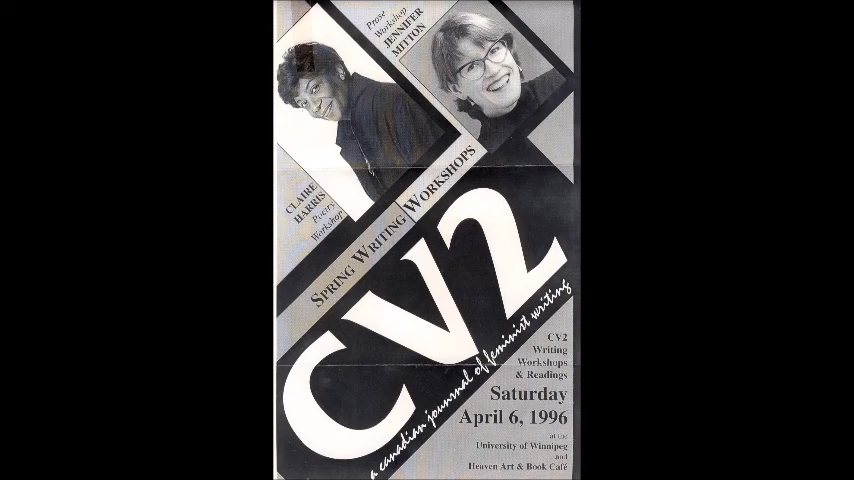 Prose
Workshop
JENNIFER
MITTON
CLAIRE
HARRIS
Poetry
Workshop
SPRING WRITING WORKSHOPS
CV2
a canadian journal of feminist writing
CV2
Writing
Workshops
& Readings
Saturday
April 6, 1996
at the
University of Winnipeg
and
Heaven Art & Book Café